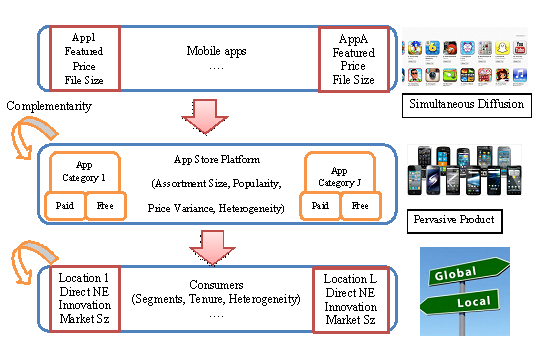 App1
Featured
Price
File Size
Mobile apps
....
AppA
Featured
Price
File Size
You
Tube
Simultaneous Diffusion
Complementarity
App
Category 1
Paid
Free
App Store Platform
(Assortment Size, Popularity,
Price Variance, Heterogeneity)
App
Category J
Paid
Free
Pervasive Product
Location 1
Direct NE
Innovation
Market Sz
Consumers
(Segments, Tenure, Heterogeneity)
....
Location L
Direct NE
Innovation
Market Sz
Global
Local